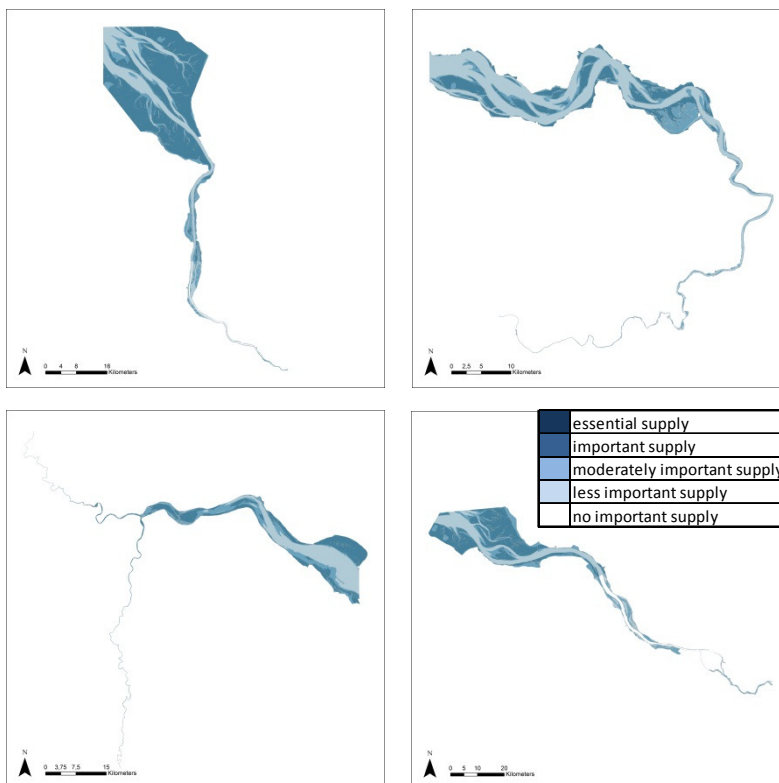 N
0 4 8 16
Kilometers
N
0 2,5 5 10
Kilometers
essential supply
important supply
moderately important supply
less important supply
no important supply
N
0 3,75 7,5 15
Kilometers
N
0 5 10 20
Kilometers